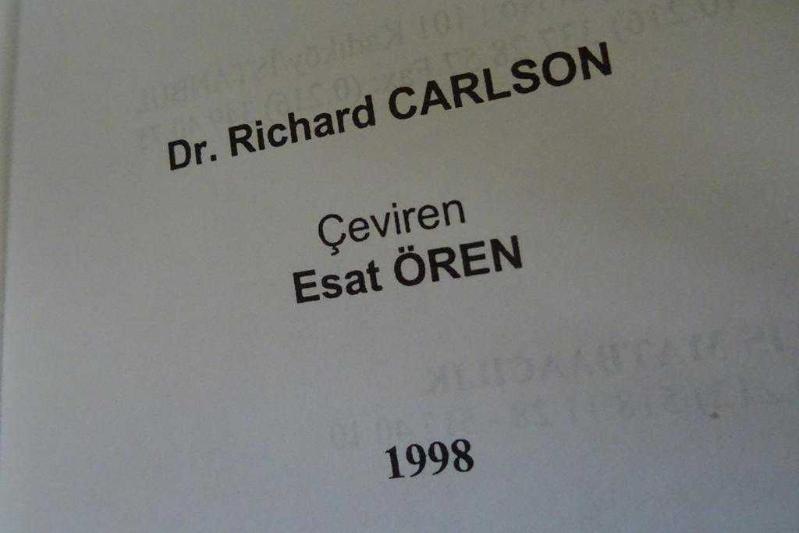 Dr. Richard CARLSON
Çeviren
Esat ÖREN
1998